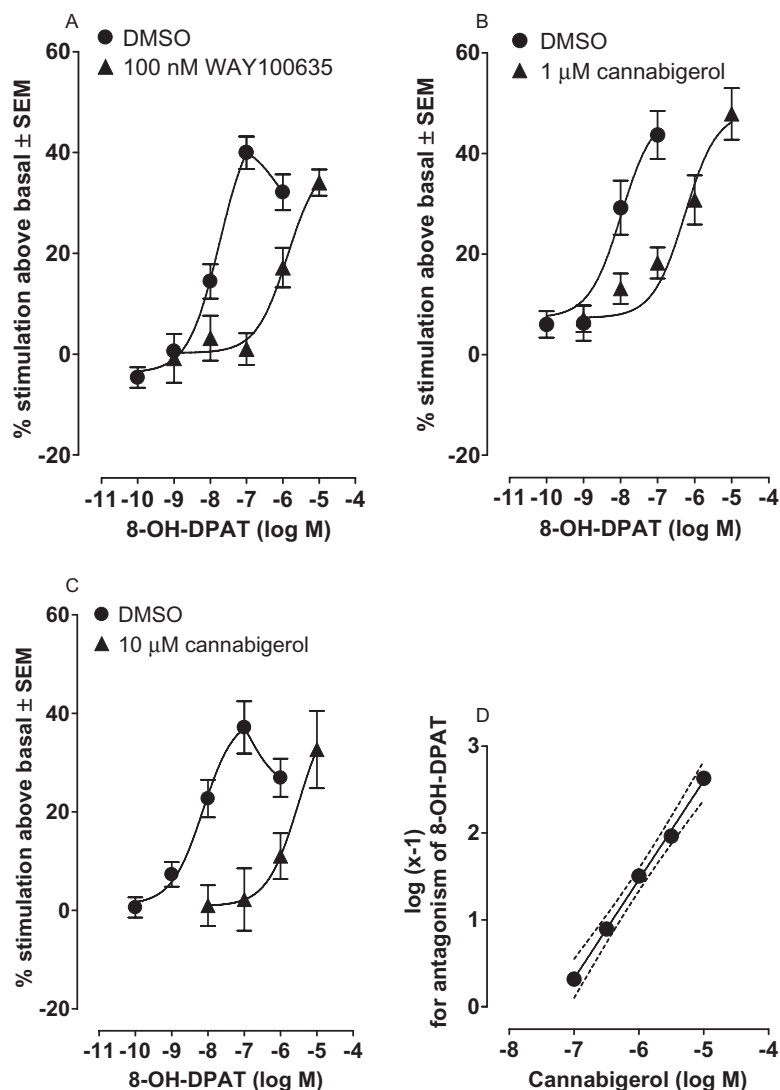 A
● DMSO
▲ 100 nM WAY100635
% stimulation above basal ± SEM
60
40
20
0
-20
-11 -10 -9 -8 -7 -6 -5 -4
8-OH-DPAT (log M)
B
● DMSO
▲ 1 μM cannabigerol
% stimulation above basal ± SEM
60
40
20
0
-20
-11 -10 -9 -8 -7 -6 -5 -4
8-OH-DPAT (log M)
C
● DMSO
▲ 10 μM cannabigerol
% stimulation above basal ± SEM
60
40
20
0
-20
-11 -10 -9 -8 -7 -6 -5 -4
8-OH-DPAT (log M)
D
log (x-1)
for antagonism of 8-OH-DPAT
3
2
1
0
-8 -7 -6 -5 -4
Cannabigerol (log M)